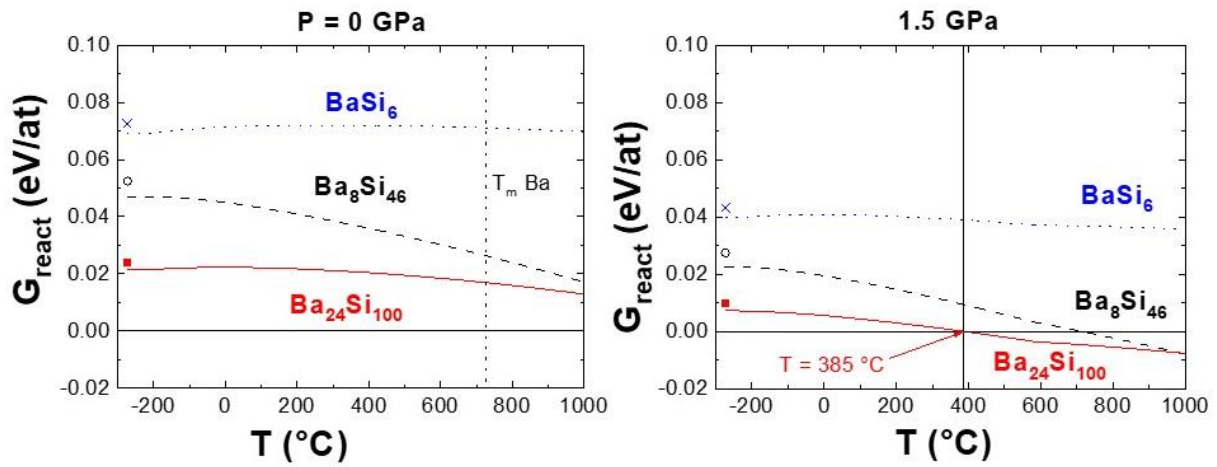 P = 0 GPa
G_react (eV/at)
0.10
0.08
0.06
0.04
0.02
0.00
-0.02
BaSi₆
Ba₈Si₄₆
Tₘ Ba
Ba₂₄Si₁₀₀
-200 0 200 400 600 800 1000
T (°C)
1.5 GPa
G_react (eV/at)
0.10
0.08
0.06
0.04
0.02
0.00
-0.02
BaSi₆
Ba₈Si₄₆
T = 385 °C
Ba₂₄Si₁₀₀
-200 0 200 400 600 800 1000
T (°C)